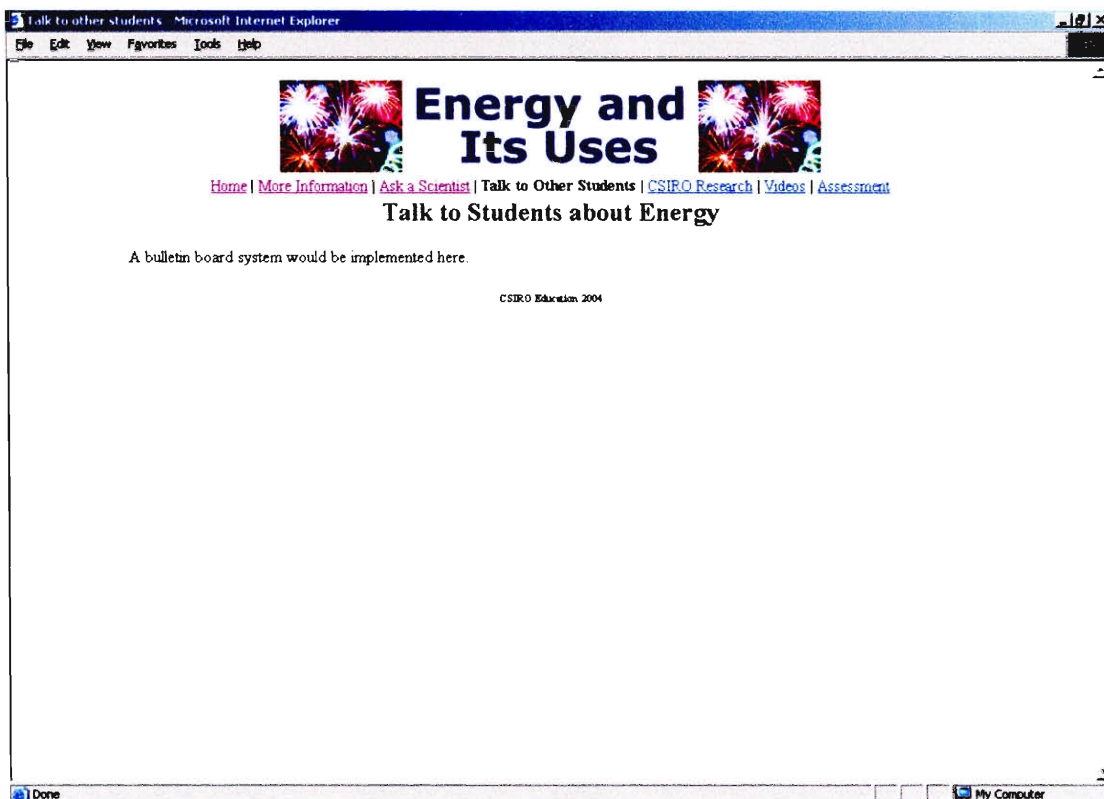 Talk to other students - Microsoft Internet Explorer
File Edit View Favorites Tools Help
Energy and
Its Uses
Home | More Information | Ask a Scientist | Talk to Other Students | CSIRO Research | Videos | Assessment
Talk to Students about Energy
A bulletin board system would be implemented here.
CSIRO Education 2004
Done My Computer